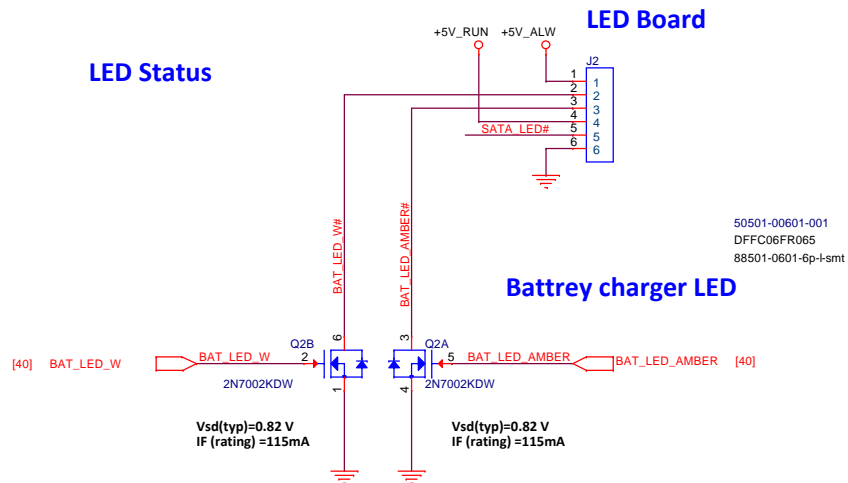 LED Board
+5V_RUN
+5V_ALW
J2
LED Status
1
1
2
2
3
3
4
4
SATA_LED#
5
5
6
6
BAT_LED_W#
BAT_LED_AMBER#
50501-00601-001
DFFC06FR065
88501-0601-6p-l-smt
Battrey charger LED
6
3
Q2B
Q2A
[40]
BAT_LED_W
BAT_LED_W
2
5
BAT_LED_AMBER
BAT_LED_AMBER
[40]
2N7002KDW
2N7002KDW
1
4
Vsd(typ)=0.82 V
IF (rating) =115mA
Vsd(typ)=0.82 V
IF (rating) =115mA